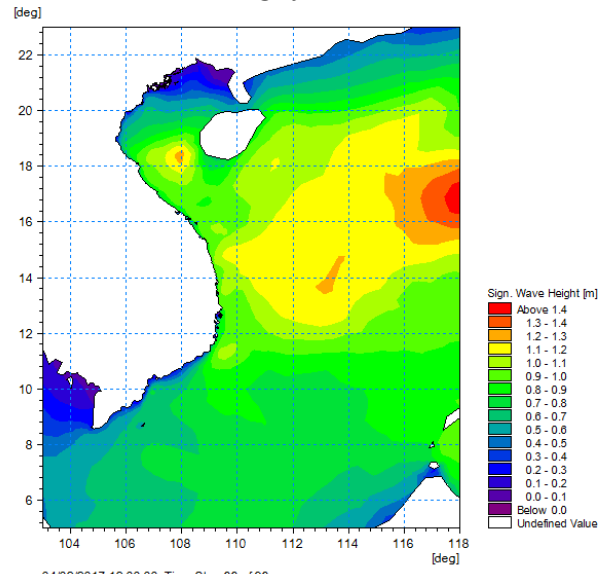 [deg]
22
20
18
16
14
12
10
8
6
104 106 108 110 112 114 116 118
[deg]
Sign. Wave Height [m]
Above 1.4
1.3 - 1.4
1.2 - 1.3
1.1 - 1.2
1.0 - 1.1
0.9 - 1.0
0.8 - 0.9
0.7 - 0.8
0.6 - 0.7
0.5 - 0.6
0.4 - 0.5
0.3 - 0.4
0.2 - 0.3
0.1 - 0.2
0.0 - 0.1
Below 0.0
Undefined Value